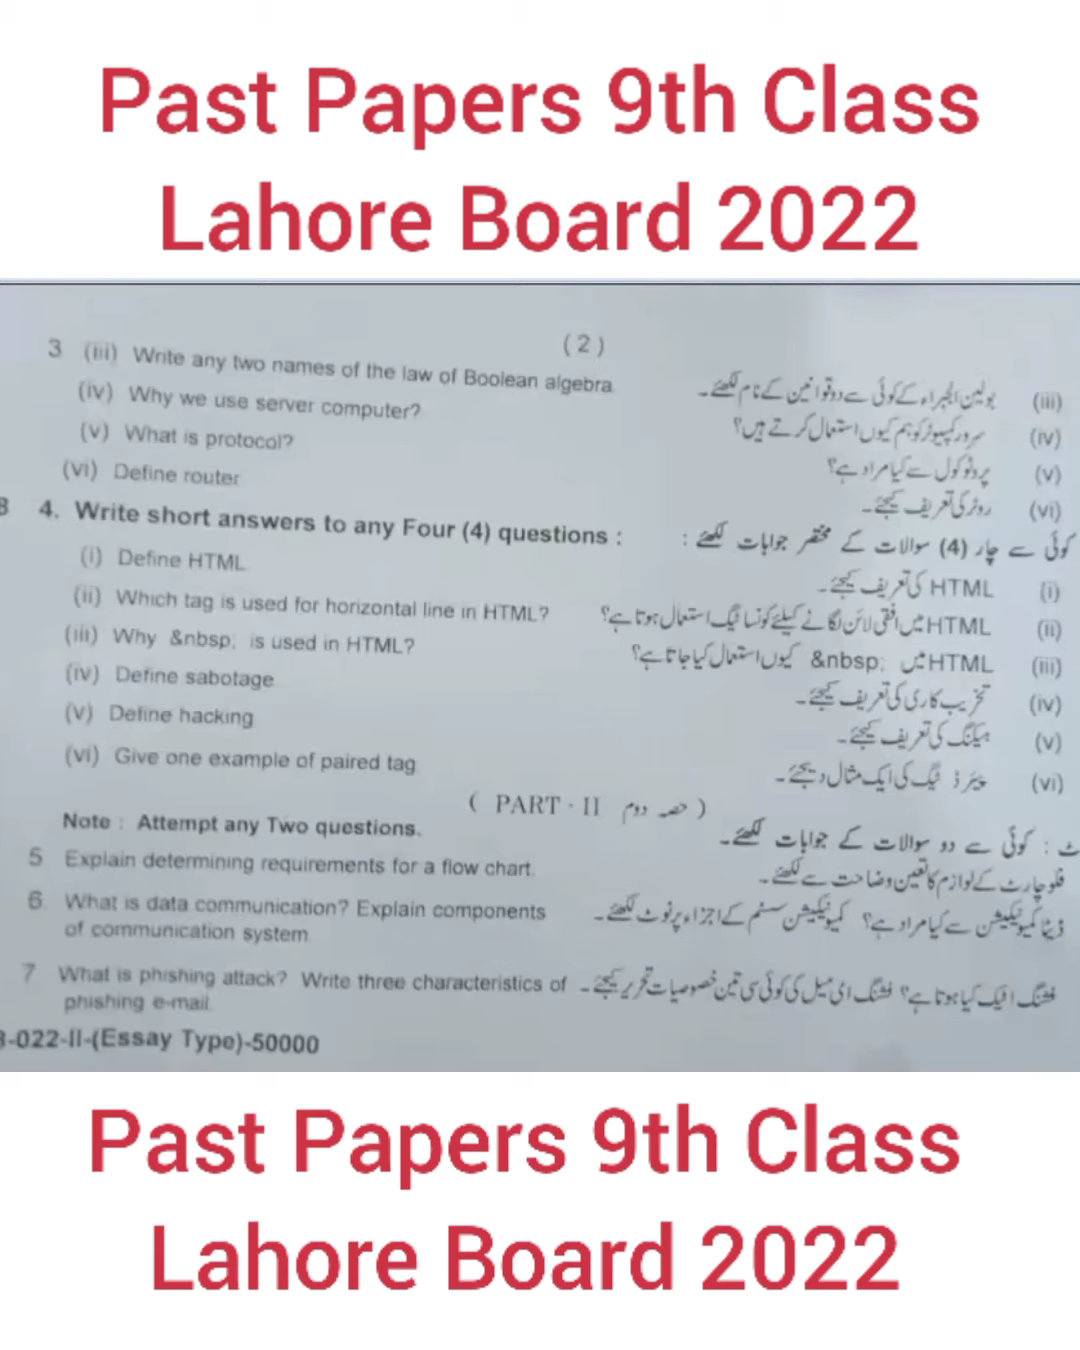 Past Papers 9th Class
Lahore Board 2022
(2)
3 (iii) Write any two names of the law of Boolean algebra
(iii) بولین الجبراء کے کوئی سے دو قوانین کے نام لکھئے۔
(iv) Why we use server computer?
(iv) سرور کمپیوٹر کو ہم کیوں استعمال کرتے ہیں؟
(v) What is protocol?
(v) پروٹوکول سے کیا مراد ہے؟
(vi) Define router
(vi) روٹر کی تعریف کیجئے۔
4. Write short answers to any Four (4) questions :
کوئی سے چار (4) سوالات کے مختصر جوابات لکھئے :
(i) Define HTML
(i) HTML کی تعریف کیجئے۔
(ii) Which tag is used for horizontal line in HTML?
(ii) HTML میں افقی لائن لگانے کیلئے کونسا ٹیگ استعمال ہوتا ہے؟
(iii) Why &nbsp; is used in HTML?
(iii) HTML میں &nbsp; کیوں استعمال کیا جاتا ہے؟
(iv) Define sabotage
(iv) تخریب کاری کی تعریف کیجئے۔
(v) Define hacking
(v) ہیکنگ کی تعریف کیجئے۔
(vi) Give one example of paired tag
(vi) پیئرڈ ٹیگ کی ایک مثال دیجئے۔
( PART - II حصہ دوم )
Note : Attempt any Two questions.
ٹ : کوئی سے دو سوالات کے جوابات لکھئے۔
5 Explain determining requirements for a flow chart.
فلو چارٹ کے لوازم کا تعین وضاحت سے لکھئے۔
6. What is data communication? Explain components
of communication system
ڈیٹا کمیونیکیشن سے کیا مراد ہے؟ کمیونیکیشن سسٹم کے اجزاء پر نوٹ لکھئے۔
7 What is phishing attack? Write three characteristics of
phishing e-mail.
فشنگ اٹیک کیا ہوتا ہے؟ فشنگ ای میل کی کوئی سی تین خصوصیات تحریر کیجئے۔
-022-II-(Essay Type)-50000
Past Papers 9th Class
Lahore Board 2022